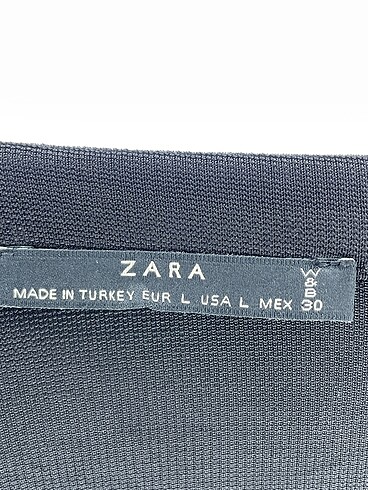 ZARA
W&B
MADE IN TURKEY EUR L USA L MEX 30